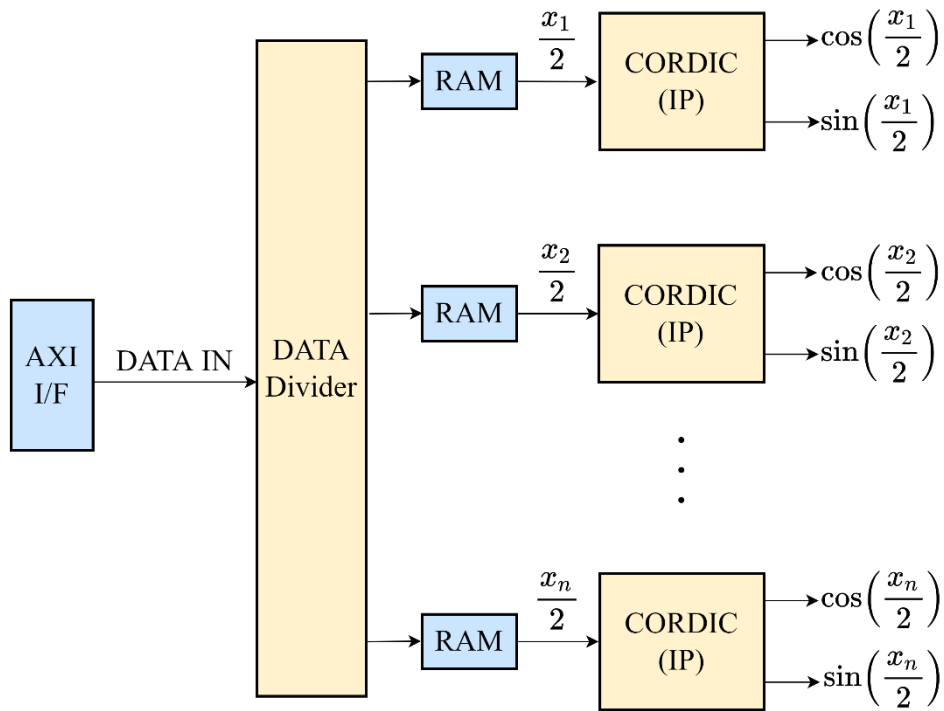 AXI
I/F
DATA IN
DATA
Divider
RAM
x₁/2
CORDIC
(IP)
cos(x₁/2)
sin(x₁/2)
RAM
x₂/2
CORDIC
(IP)
cos(x₂/2)
sin(x₂/2)
RAM
xₙ/2
CORDIC
(IP)
cos(xₙ/2)
sin(xₙ/2)